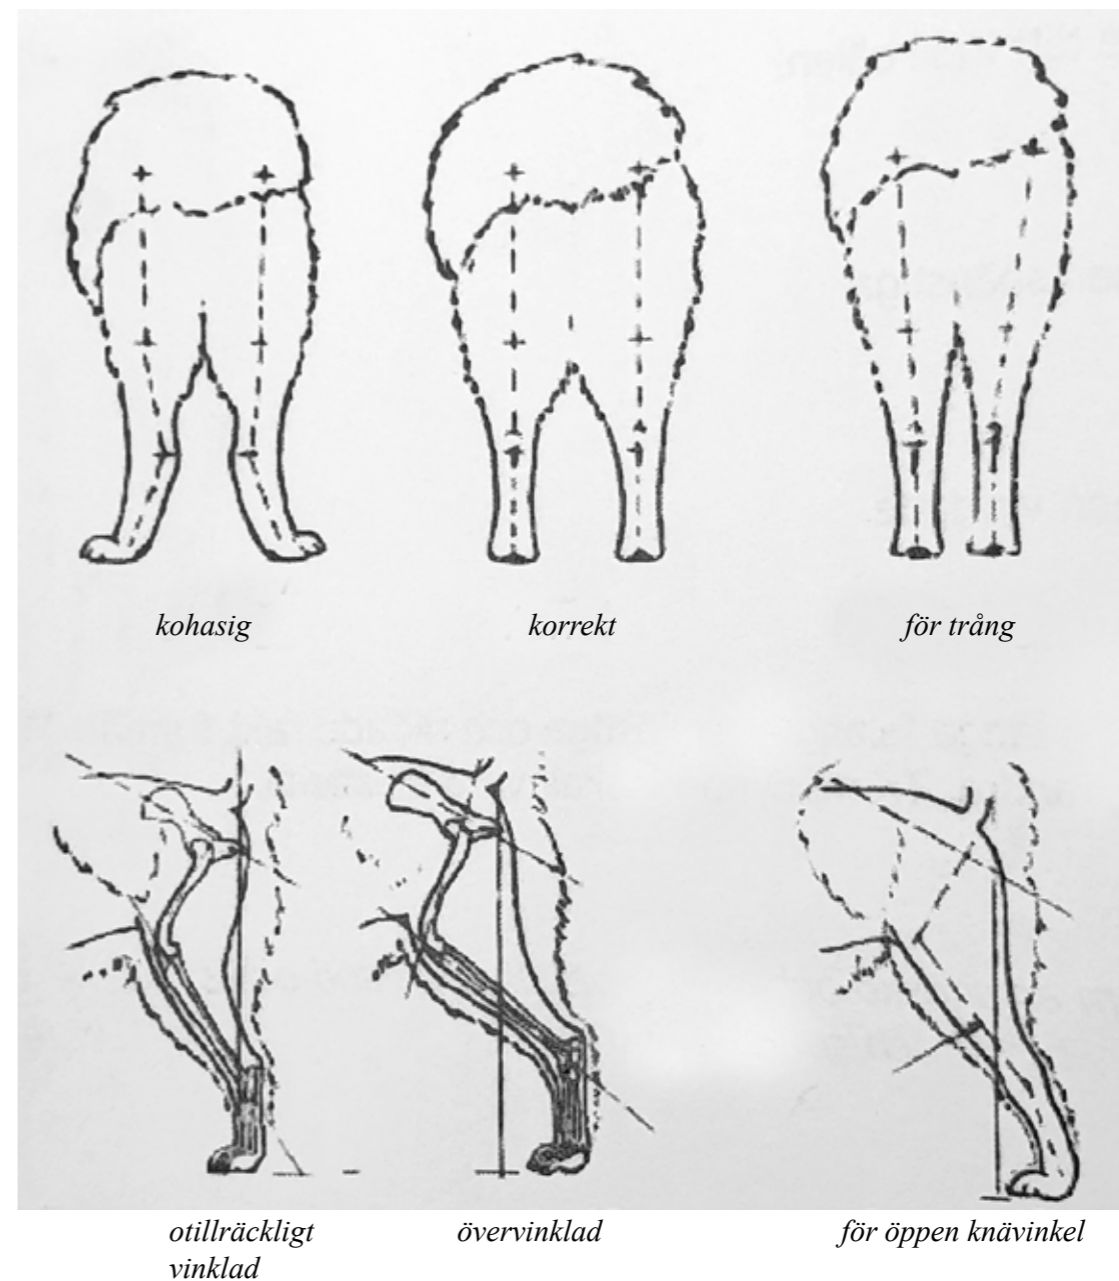 kohasig
korrekt
för trång
otillräckligt
vinklad
övervinklad
för öppen knävinkel